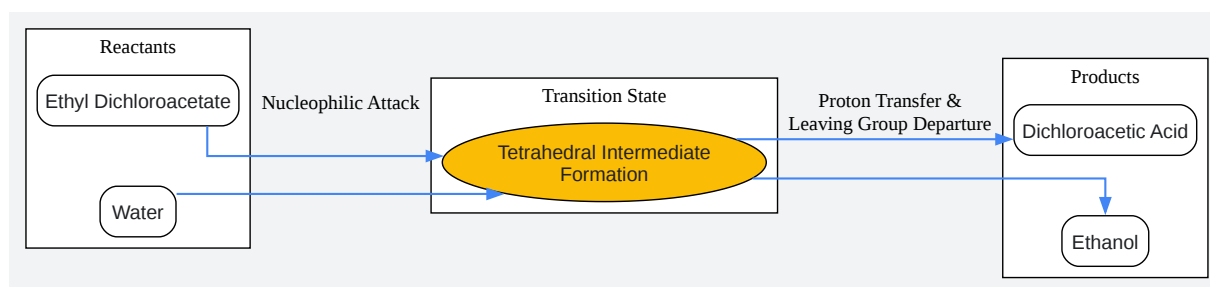 Reactants
Ethyl Dichloroacetate
Water
Nucleophilic Attack
Transition State
Tetrahedral Intermediate
Formation
Proton Transfer &
Leaving Group Departure
Products
Dichloroacetic Acid
Ethanol